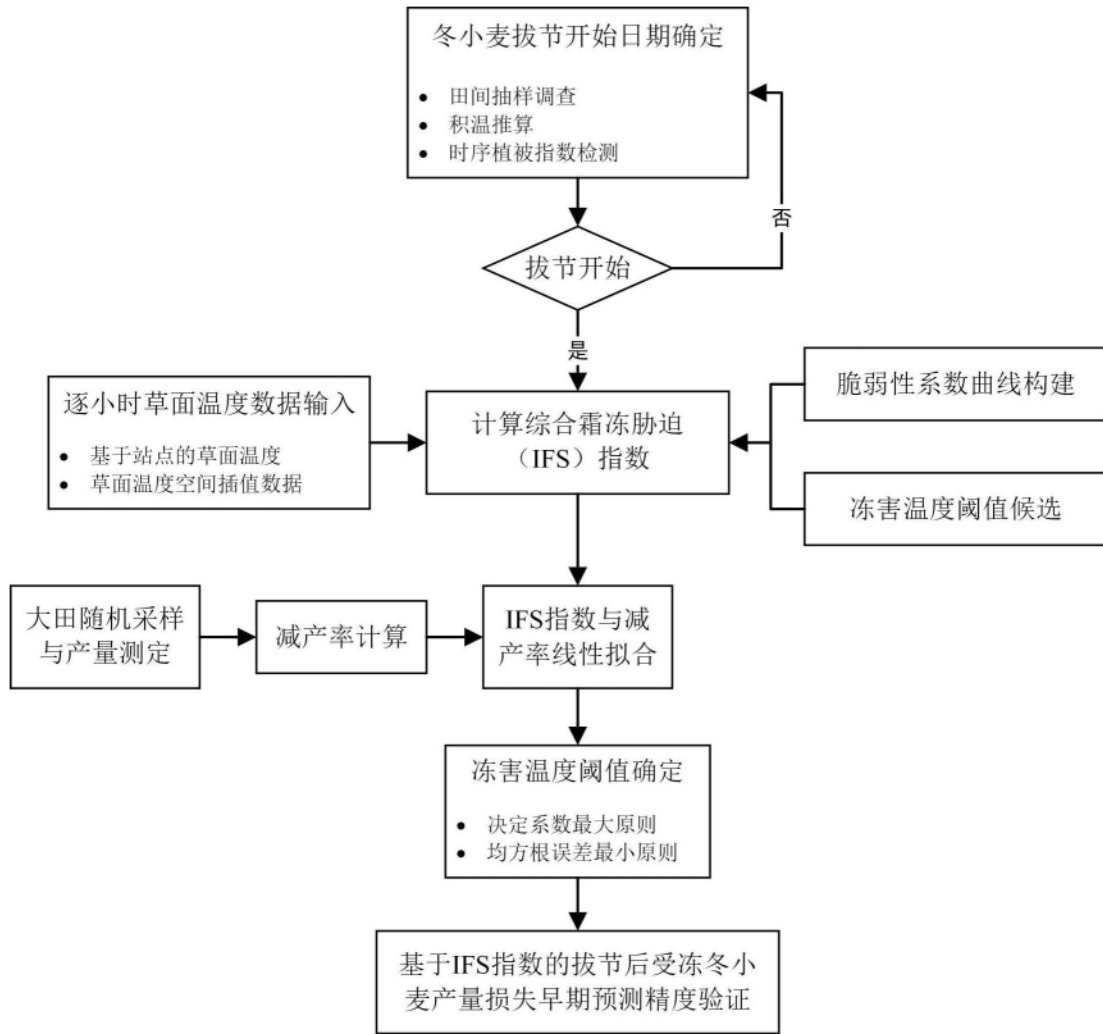 冬小麦拔节开始日期确定
• 田间抽样调查
• 积温推算
• 时序植被指数检测
否
拔节开始
是
逐小时草面温度数据输入
• 基于站点的草面温度
• 草面温度空间插值数据
计算综合霜冻胁迫
（IFS）指数
脆弱性系数曲线构建
冻害温度阈值候选
大田随机采样
与产量测定
减产率计算
IFS指数与减
产率线性拟合
冻害温度阈值确定
• 决定系数最大原则
• 均方根误差最小原则
基于IFS指数的拔节后受冻冬小
麦产量损失早期预测精度验证